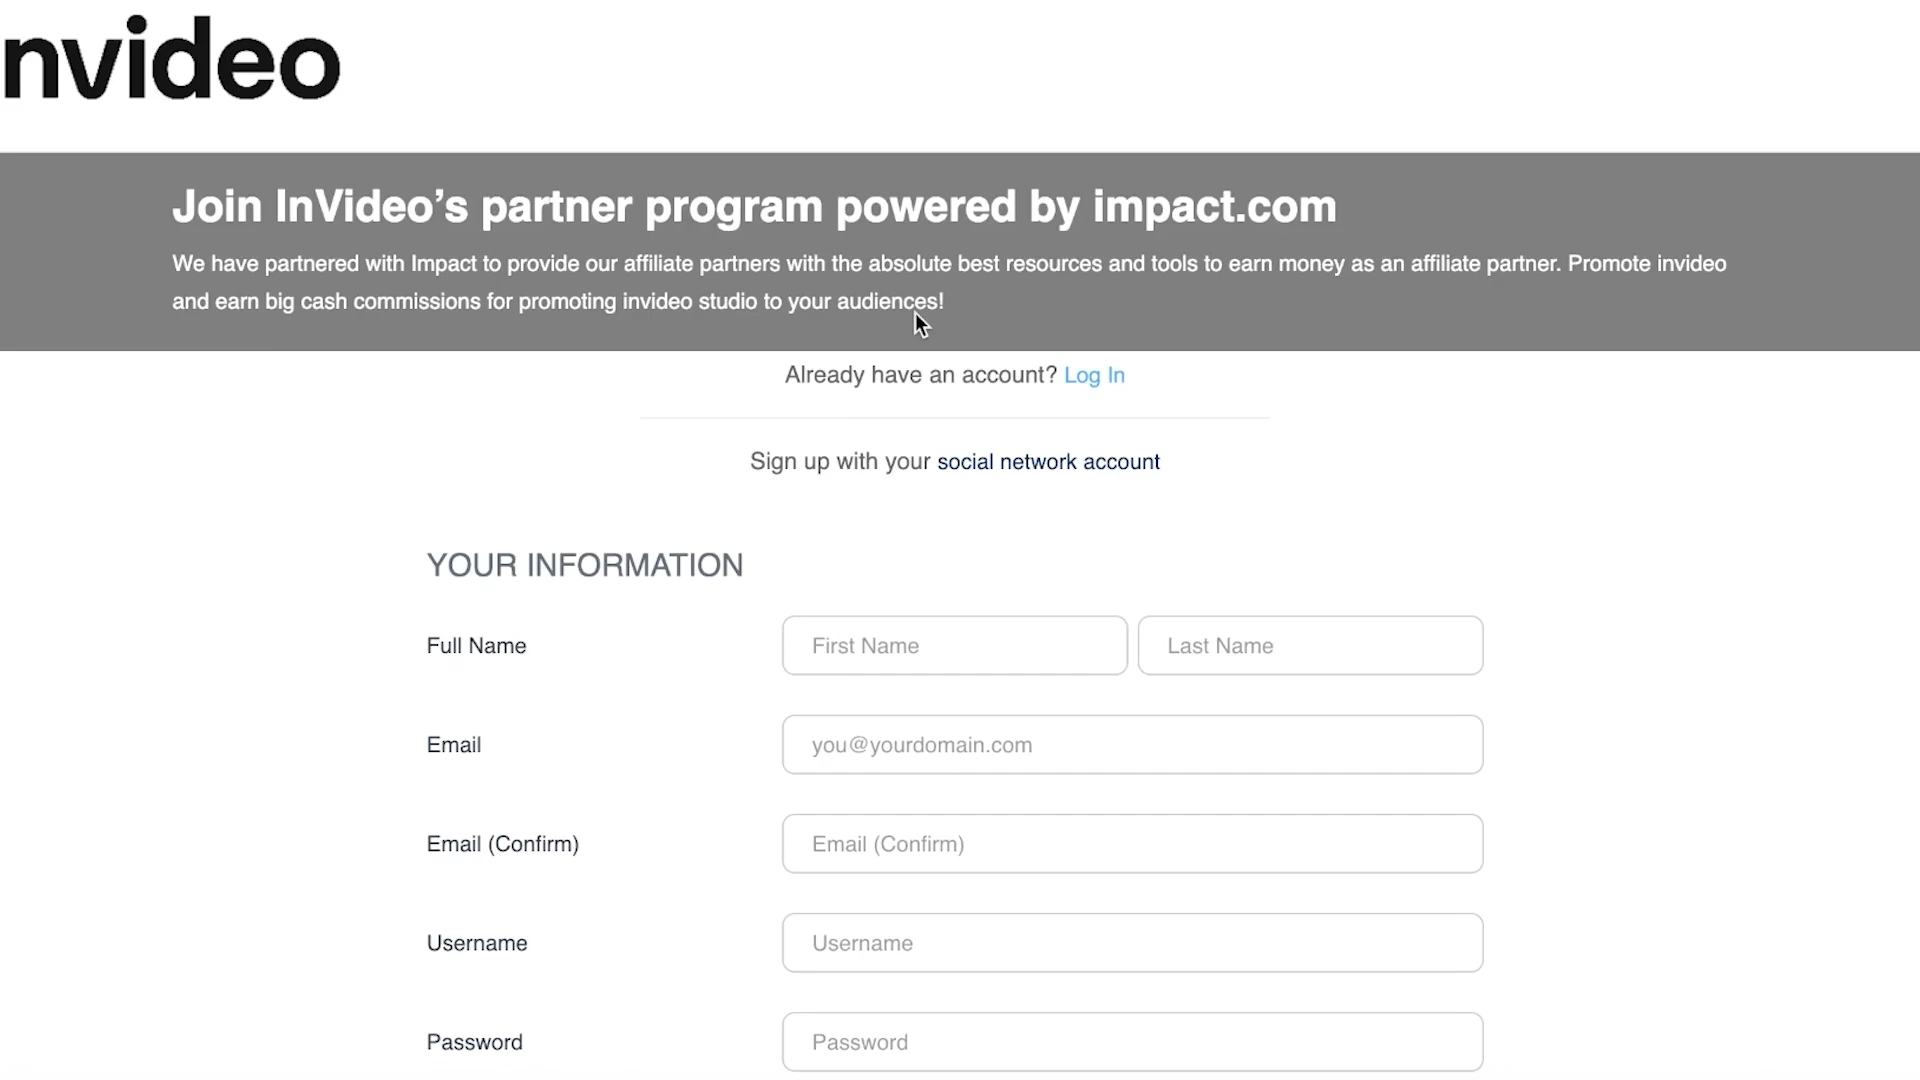 nvideo
Join InVideo’s partner program powered by impact.com
We have partnered with Impact to provide our affiliate partners with the absolute best resources and tools to earn money as an affiliate partner. Promote invideo
and earn big cash commissions for promoting invideo studio to your audiences!
Already have an account? Log In
Sign up with your social network account
YOUR INFORMATION
Full Name First Name Last Name
Email you@yourdomain.com
Email (Confirm) Email (Confirm)
Username Username
Password Password